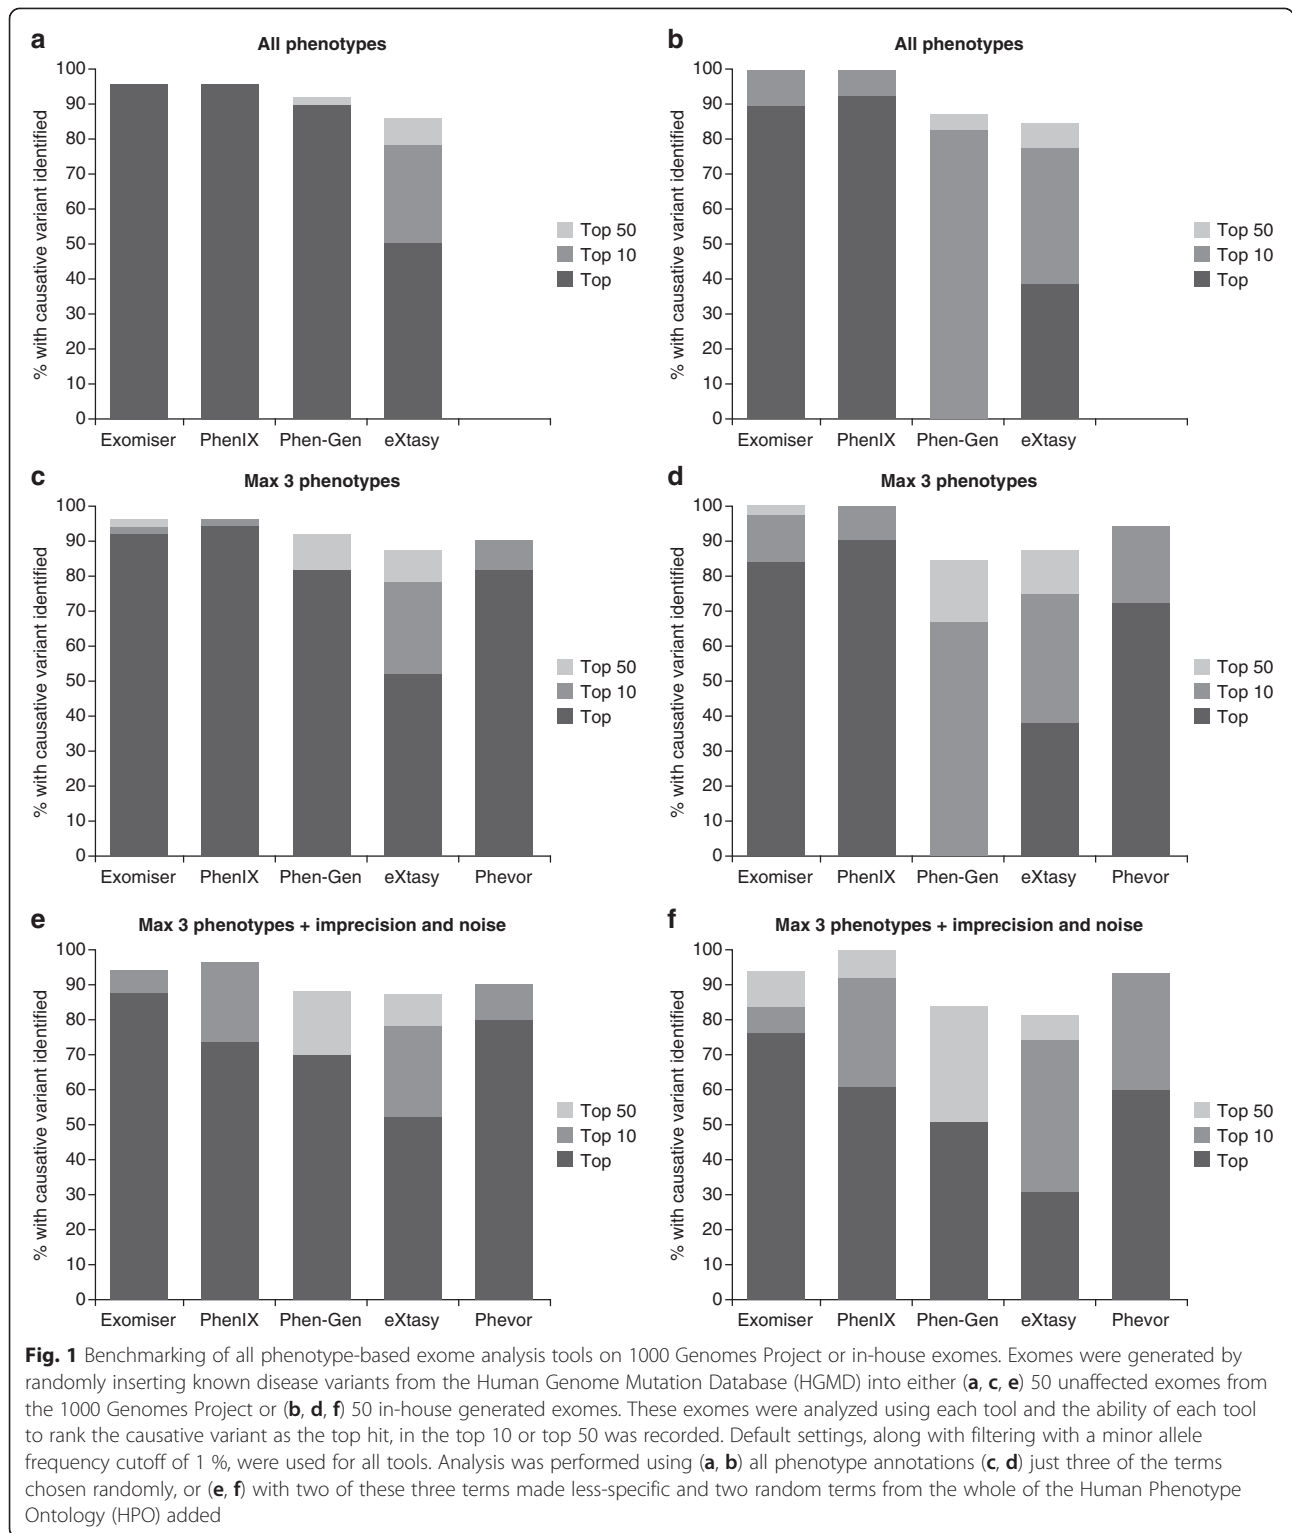 a
All phenotypes
% with causative variant identified
100
90
80
70
60
50
40
30
20
10
0
Exomiser PhenIX Phen-Gen eXtasy
Top 50
Top 10
Top
b
All phenotypes
% with causative variant identified
100
90
80
70
60
50
40
30
20
10
0
Exomiser PhenIX Phen-Gen eXtasy
Top 50
Top 10
Top
c
Max 3 phenotypes
% with causative variant identified
100
90
80
70
60
50
40
30
20
10
0
Exomiser PhenIX Phen-Gen eXtasy Phevor
Top 50
Top 10
Top
d
Max 3 phenotypes
% with causative variant identified
100
90
80
70
60
50
40
30
20
10
0
Exomiser PhenIX Phen-Gen eXtasy Phevor
Top 50
Top 10
Top
e
Max 3 phenotypes + imprecision and noise
% with causative variant identified
100
90
80
70
60
50
40
30
20
10
0
Exomiser PhenIX Phen-Gen eXtasy Phevor
Top 50
Top 10
Top
f
Max 3 phenotypes + imprecision and noise
% with causative variant identified
100
90
80
70
60
50
40
30
20
10
0
Exomiser PhenIX Phen-Gen eXtasy Phevor
Top 50
Top 10
Top
Fig. 1 Benchmarking of all phenotype-based exome analysis tools on 1000 Genomes Project or in-house exomes. Exomes were generated by
randomly inserting known disease variants from the Human Genome Mutation Database (HGMD) into either (a, c, e) 50 unaffected exomes from
the 1000 Genomes Project or (b, d, f) 50 in-house generated exomes. These exomes were analyzed using each tool and the ability of each tool
to rank the causative variant as the top hit, in the top 10 or top 50 was recorded. Default settings, along with filtering with a minor allele
frequency cutoff of 1 %, were used for all tools. Analysis was performed using (a, b) all phenotype annotations (c, d) just three of the terms
chosen randomly, or (e, f) with two of these three terms made less-specific and two random terms from the whole of the Human Phenotype
Ontology (HPO) added